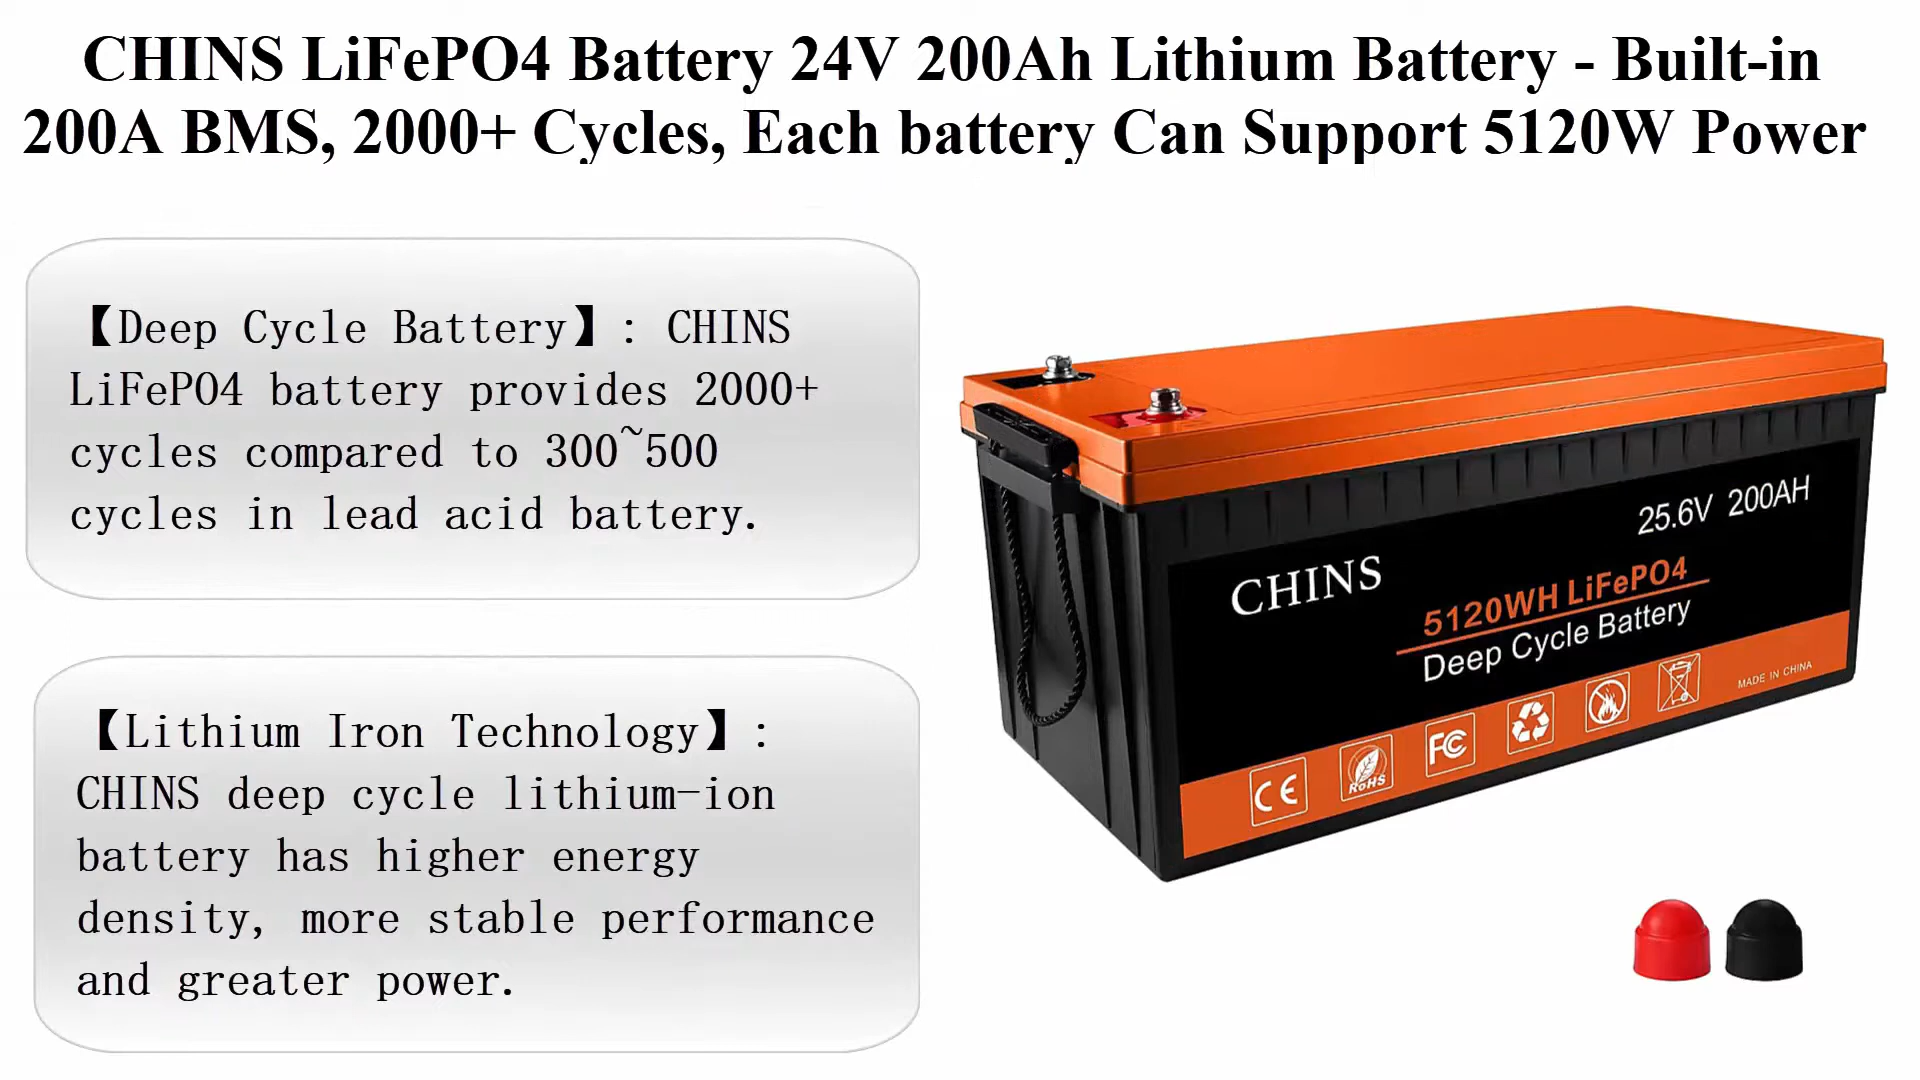 CHINS LiFePO4 Battery 24V 200Ah Lithium Battery - Built-in
200A BMS, 2000+ Cycles, Each battery Can Support 5120W Power
【Deep Cycle Battery】: CHINS
LiFePO4 battery provides 2000+
cycles compared to 300~500
cycles in lead acid battery.
【Lithium Iron Technology】:
CHINS deep cycle lithium-ion
battery has higher energy
density, more stable performance
and greater power.
25.6V 200AH
CHINS
5120WH LiFePO4
Deep Cycle Battery
MADE IN CHINA
CE RoHS FC